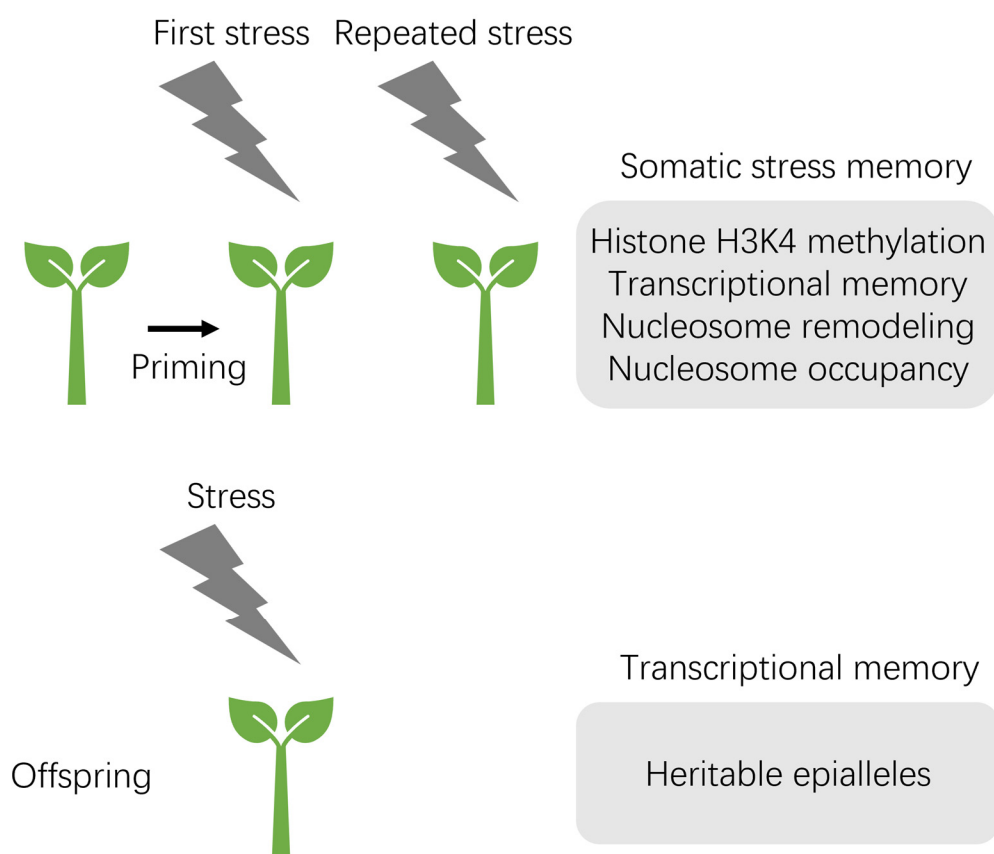 First stress
Repeated stress
Somatic stress memory
Histone H3K4 methylation
Transcriptional memory
Nucleosome remodeling
Nucleosome occupancy
Priming
Stress
Transcriptional memory
Offspring
Heritable epialleles